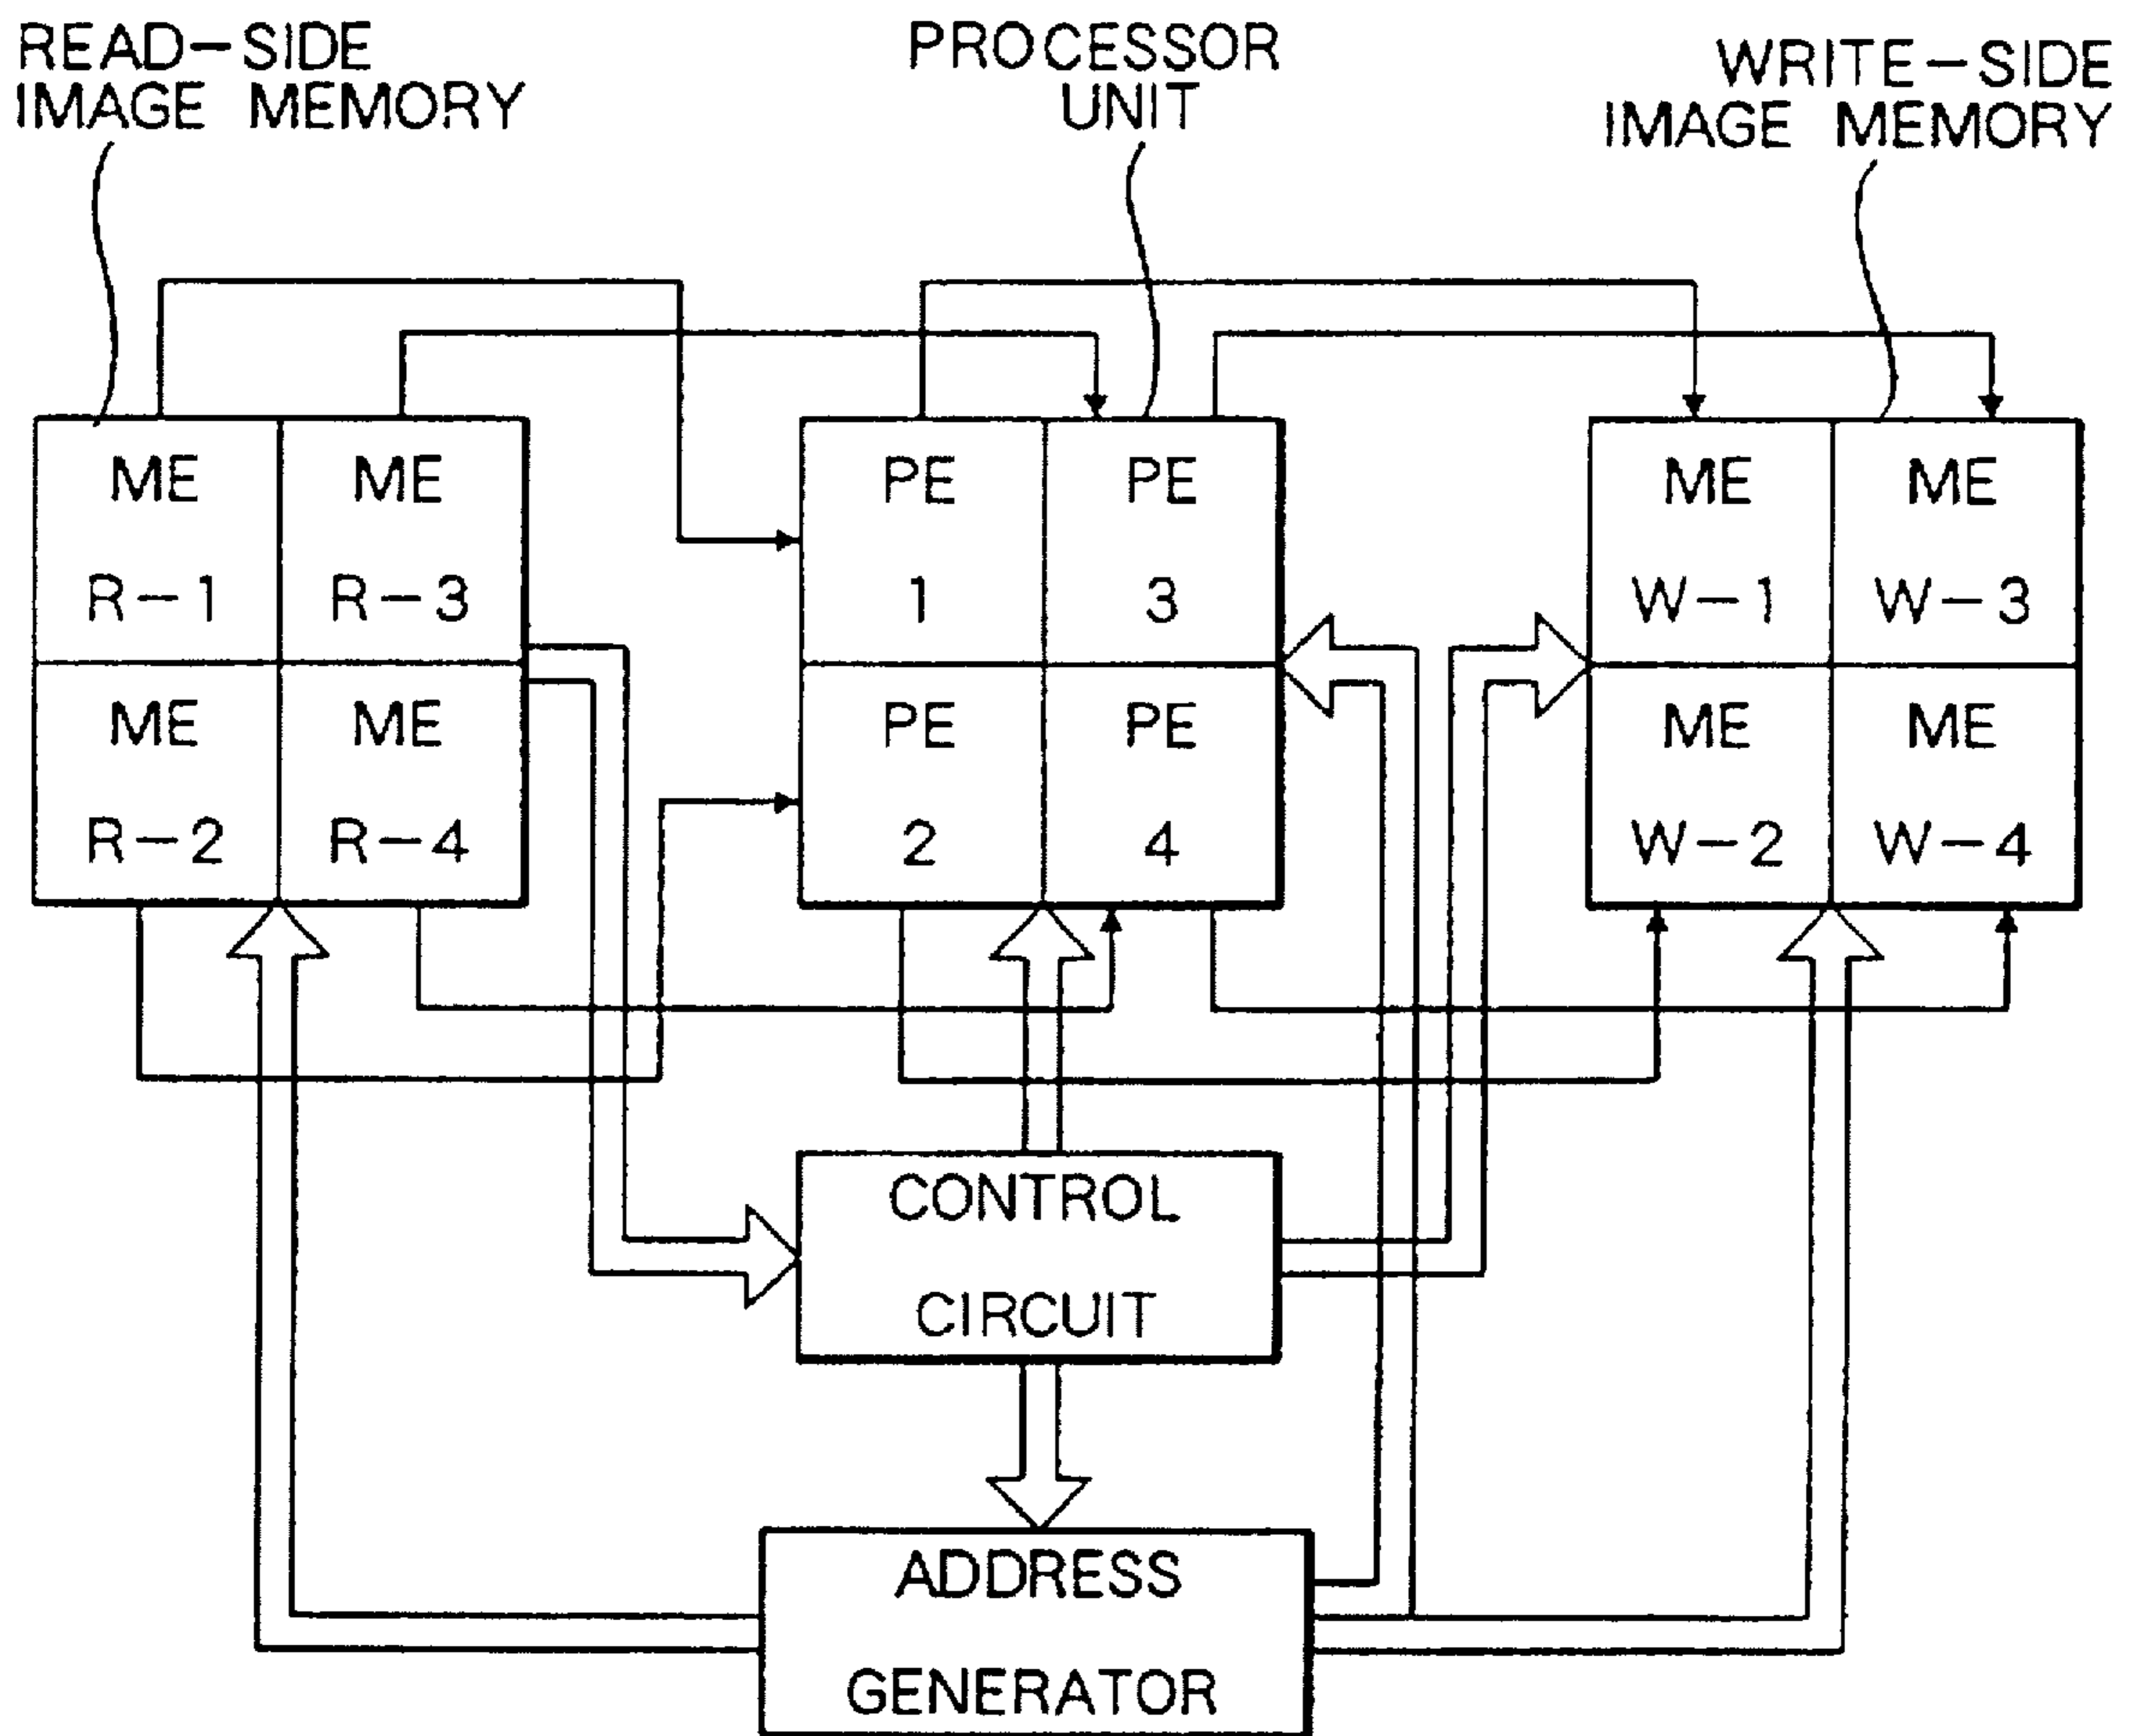 READ-SIDE
IMAGE MEMORY
PROCESSOR
UNIT
WRITE-SIDE
IMAGE MEMORY
ME
R-1
ME
R-3
ME
R-2
ME
R-4
PE
1
PE
3
PE
2
PE
4
ME
W-1
ME
W-3
ME
W-2
ME
W-4
CONTROL
CIRCUIT
ADDRESS
GENERATOR